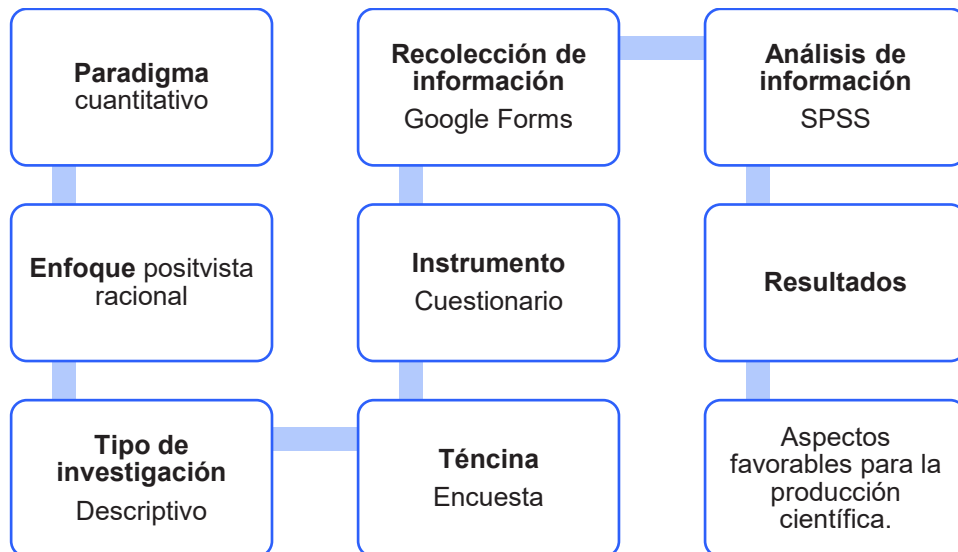 Paradigma
cuantitativo
Enfoque positvista
racional
Tipo de
investigación
Descriptivo
Téncina
Encuesta
Instrumento
Cuestionario
Recolección de
información
Google Forms
Análisis de
información
SPSS
Resultados
Aspectos
favorables para la
producción
científica.